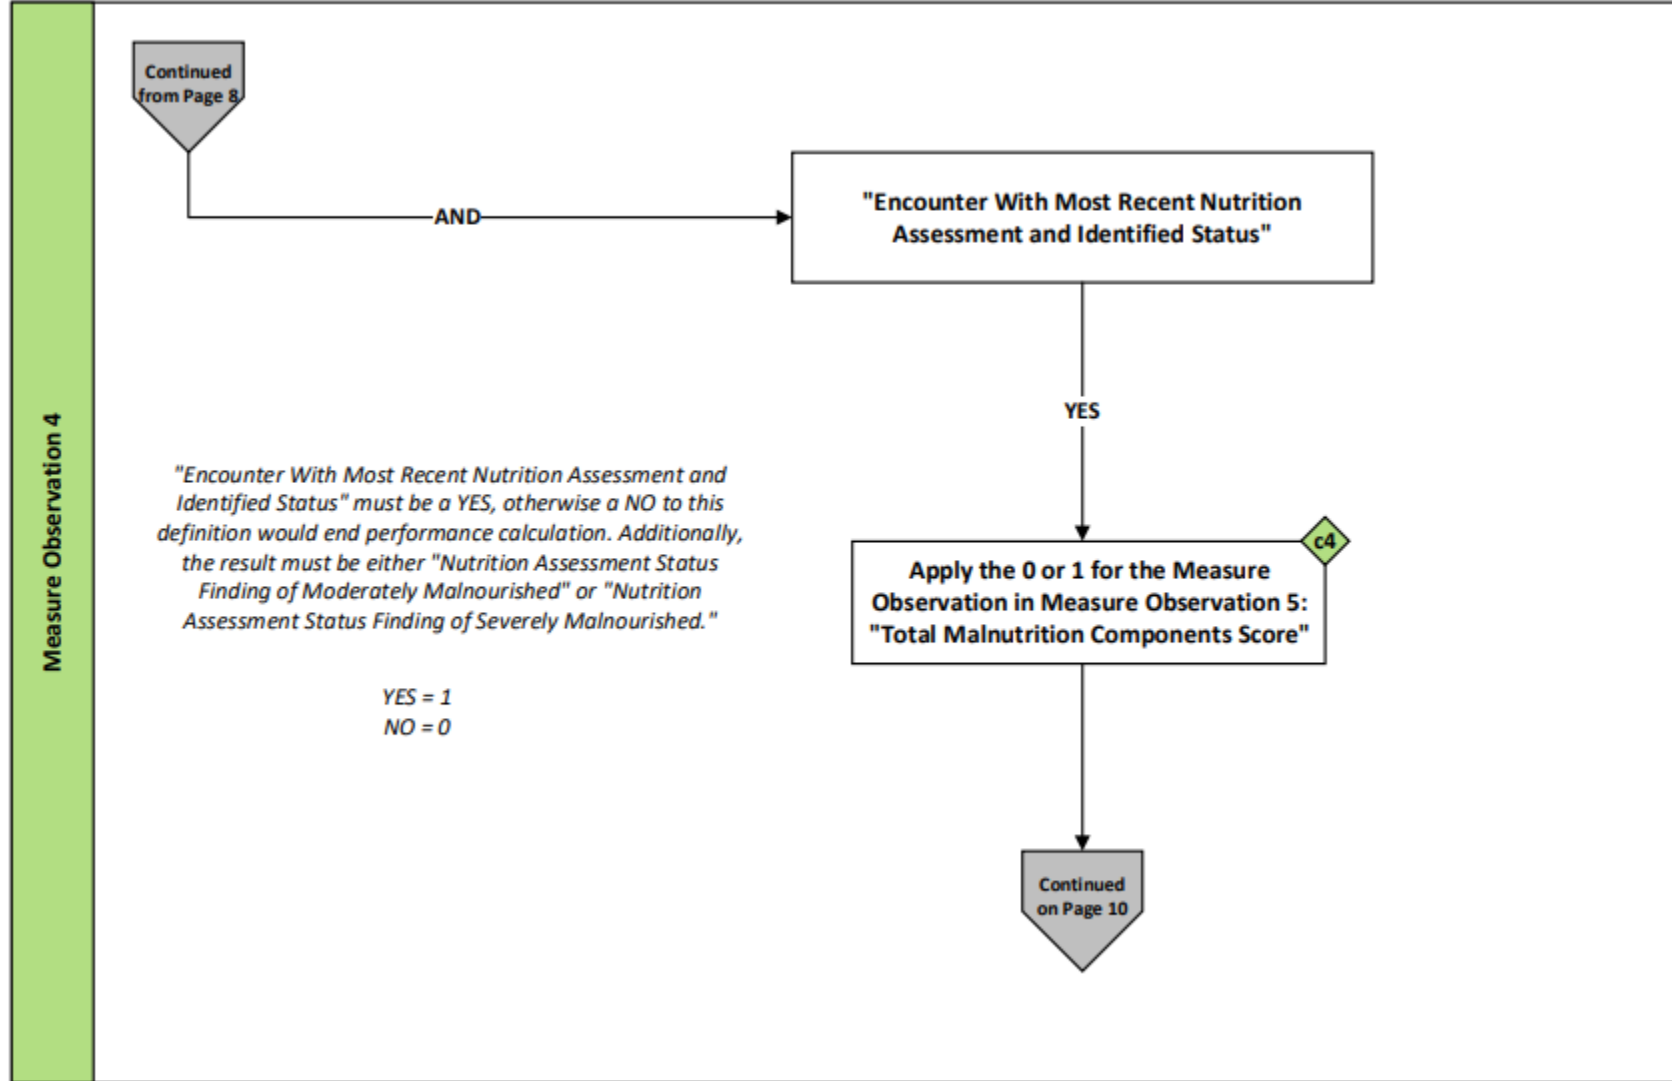 Measure Observation 4
Continued
from Page 8
AND
"Encounter With Most Recent Nutrition
Assessment and Identified Status"
YES
"Encounter With Most Recent Nutrition Assessment and
Identified Status" must be a YES, otherwise a NO to this
definition would end performance calculation. Additionally,
the result must be either "Nutrition Assessment Status
Finding of Moderately Malnourished" or "Nutrition
Assessment Status Finding of Severely Malnourished."
YES = 1
NO = 0
c4
Apply the 0 or 1 for the Measure
Observation in Measure Observation 5:
"Total Malnutrition Components Score"
Continued
on Page 10